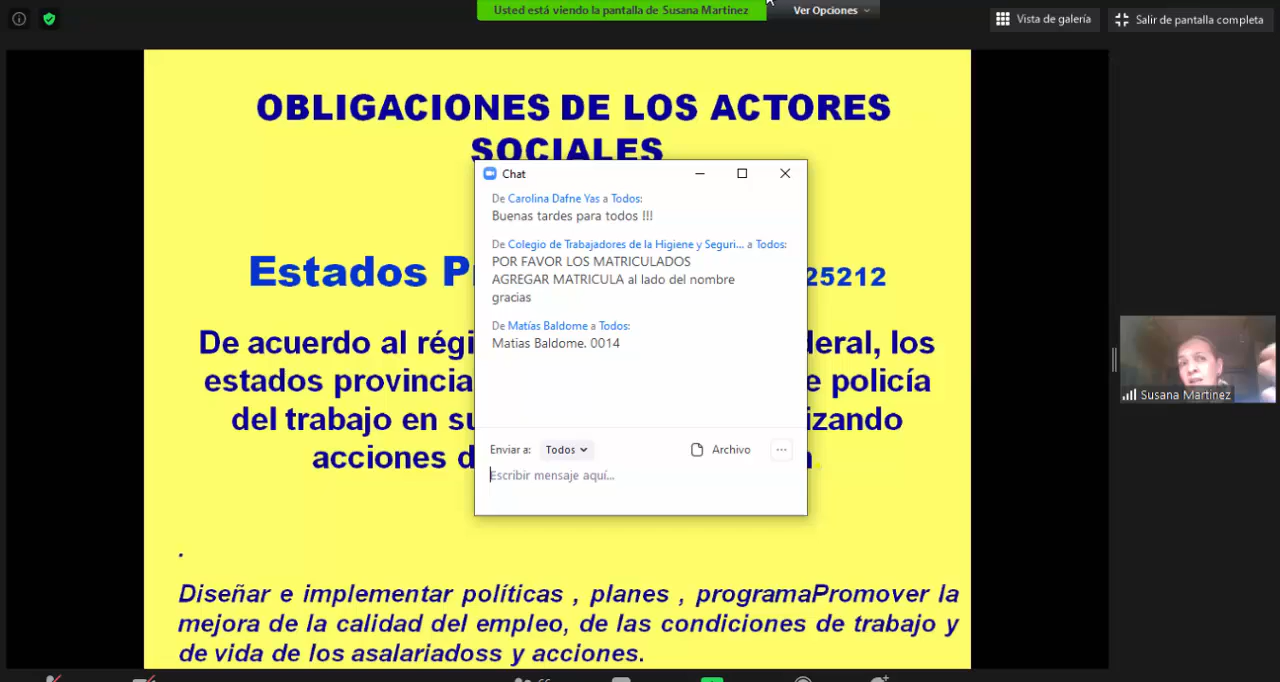 Usted está viendo la pantalla de Susana Martinez
Ver Opciones
Vista de galería
Salir de pantalla completa
OBLIGACIONES DE LOS ACTORES
SOCIALES
Chat
De Carolina Dafne Yas a Todos:
Buenas tardes para todos !!!
De Colegio de Trabajadores de la Higiene y Seguri... a Todos:
POR FAVOR LOS MATRICULADOS
AGREGAR MATRICULA al lado del nombre
gracias
De Matías Baldome a Todos:
Matias Baldome. 0014
Enviar a: Todos Archivo ...
Escribir mensaje aquí...
Estados 25212
De acuerdo al los
estados policía
del trabajo en
acciones
.
Diseñar e implementar políticas , planes , programaPromover la
mejora de la calidad del empleo, de las condiciones de trabajo y
de vida de los asalariadoss y acciones.
Susana Martinez